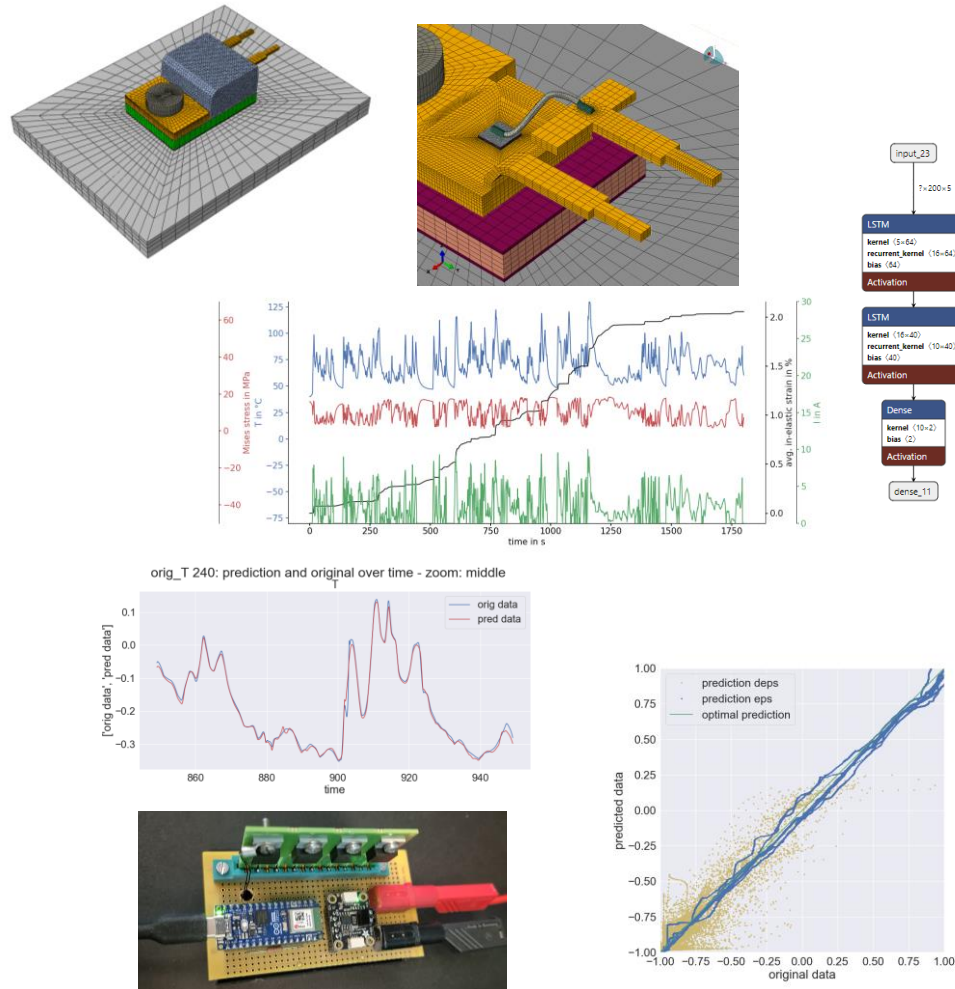 input_23
?×200×5
LSTM
kernel ⟨5×64⟩
recurrent_kernel ⟨16×64⟩
bias ⟨64⟩
Activation
LSTM
kernel ⟨16×40⟩
recurrent_kernel ⟨10×40⟩
bias ⟨40⟩
Activation
Dense
kernel ⟨10×2⟩
bias ⟨2⟩
Activation
dense_11
Mises stress in MPa
60
40
20
0
−20
−40
T in °C
125
100
75
50
25
0
−25
−50
−75
0
250
500
750
1000
1250
1500
1750
time in s
2.0
1.5
1.0
0.5
0.0
avg. in-elastic strain in %
30
25
20
15
10
5
0
I in A
orig_T 240: prediction and original over time - zoom: middle
T
orig data
pred data
['orig data', 'pred data']
0.1
0.0
−0.1
−0.2
−0.3
860
880
900
920
940
time
prediction deps
prediction eps
optimal prediction
predicted data
1.00
0.75
0.50
0.25
0.00
−0.25
−0.50
−0.75
−1.00
−1.00
−0.75
−0.50
−0.25
0.00
0.25
0.50
0.75
1.00
original data